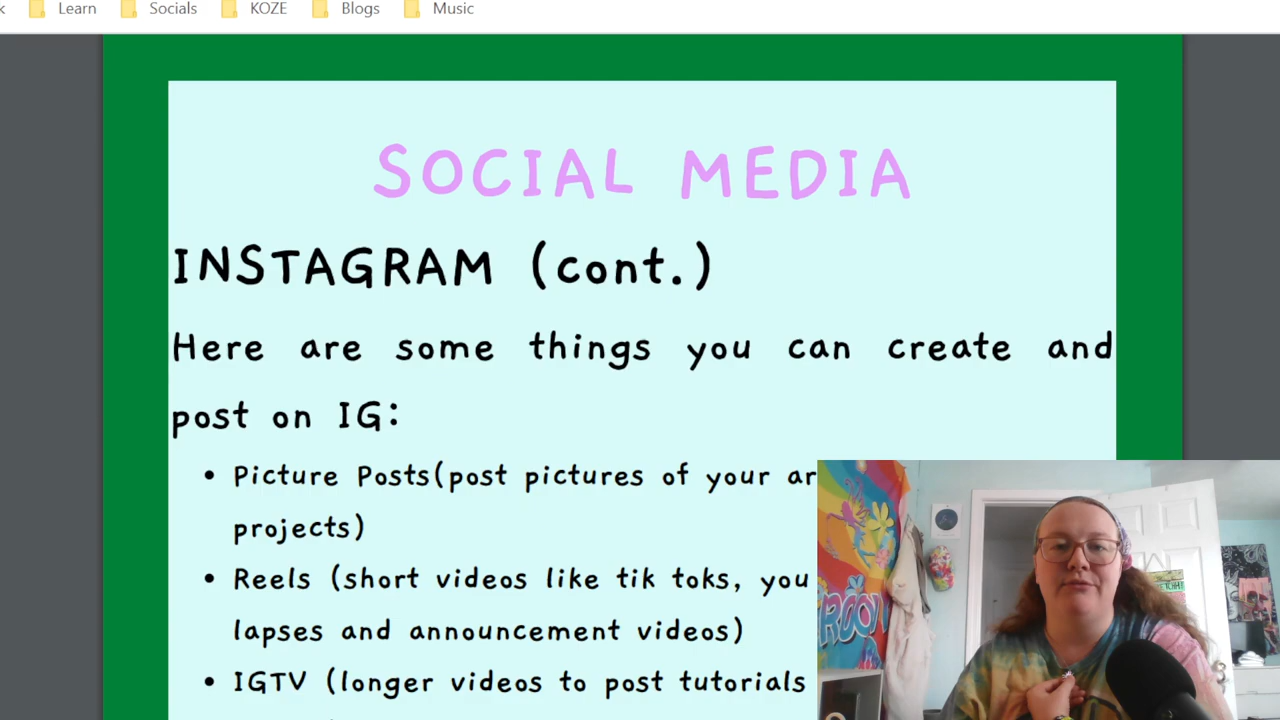 Learn Socials KOZE Blogs Music
SOCIAL MEDIA
INSTAGRAM (cont.)
Here are some things you can create and
post on IG:
• Picture Posts(post pictures of your
projects)
• Reels (short videos like tik toks, you
lapses and announcement videos)
• IGTV (longer videos to post tutorials